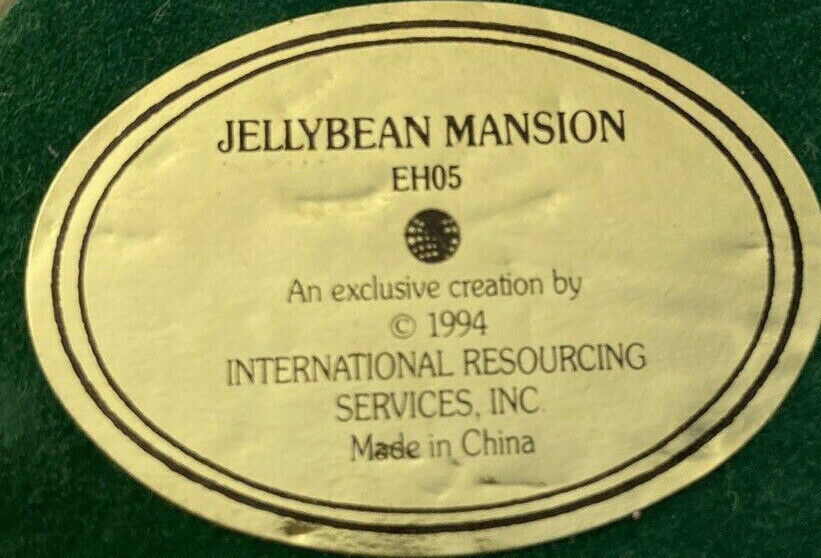 JELLYBEAN MANSION
EH05
An exclusive creation by
© 1994
INTERNATIONAL RESOURCING
SERVICES, INC
Made in China